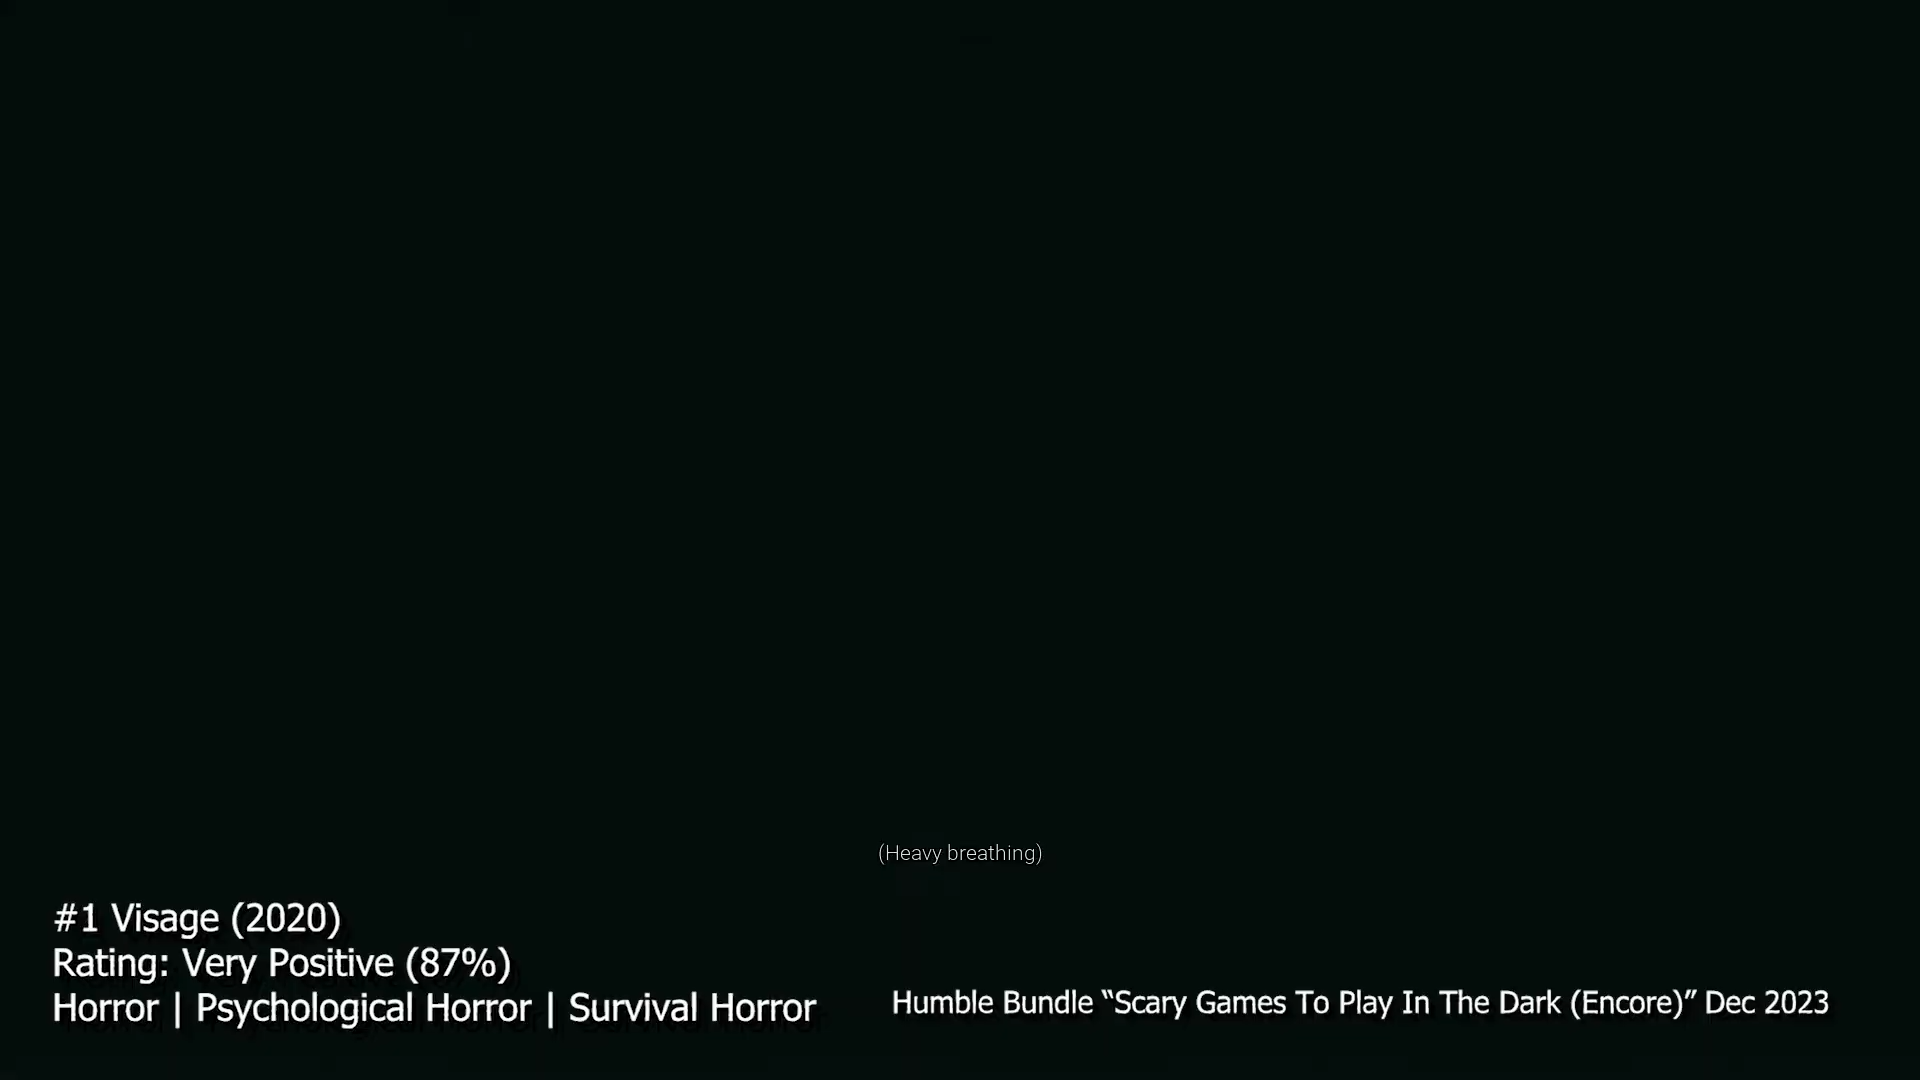 (Heavy breathing)
#1 Visage (2020)
Rating: Very Positive (87%)
Horror | Psychological Horror | Survival Horror
Humble Bundle “Scary Games To Play In The Dark (Encore)” Dec 2023